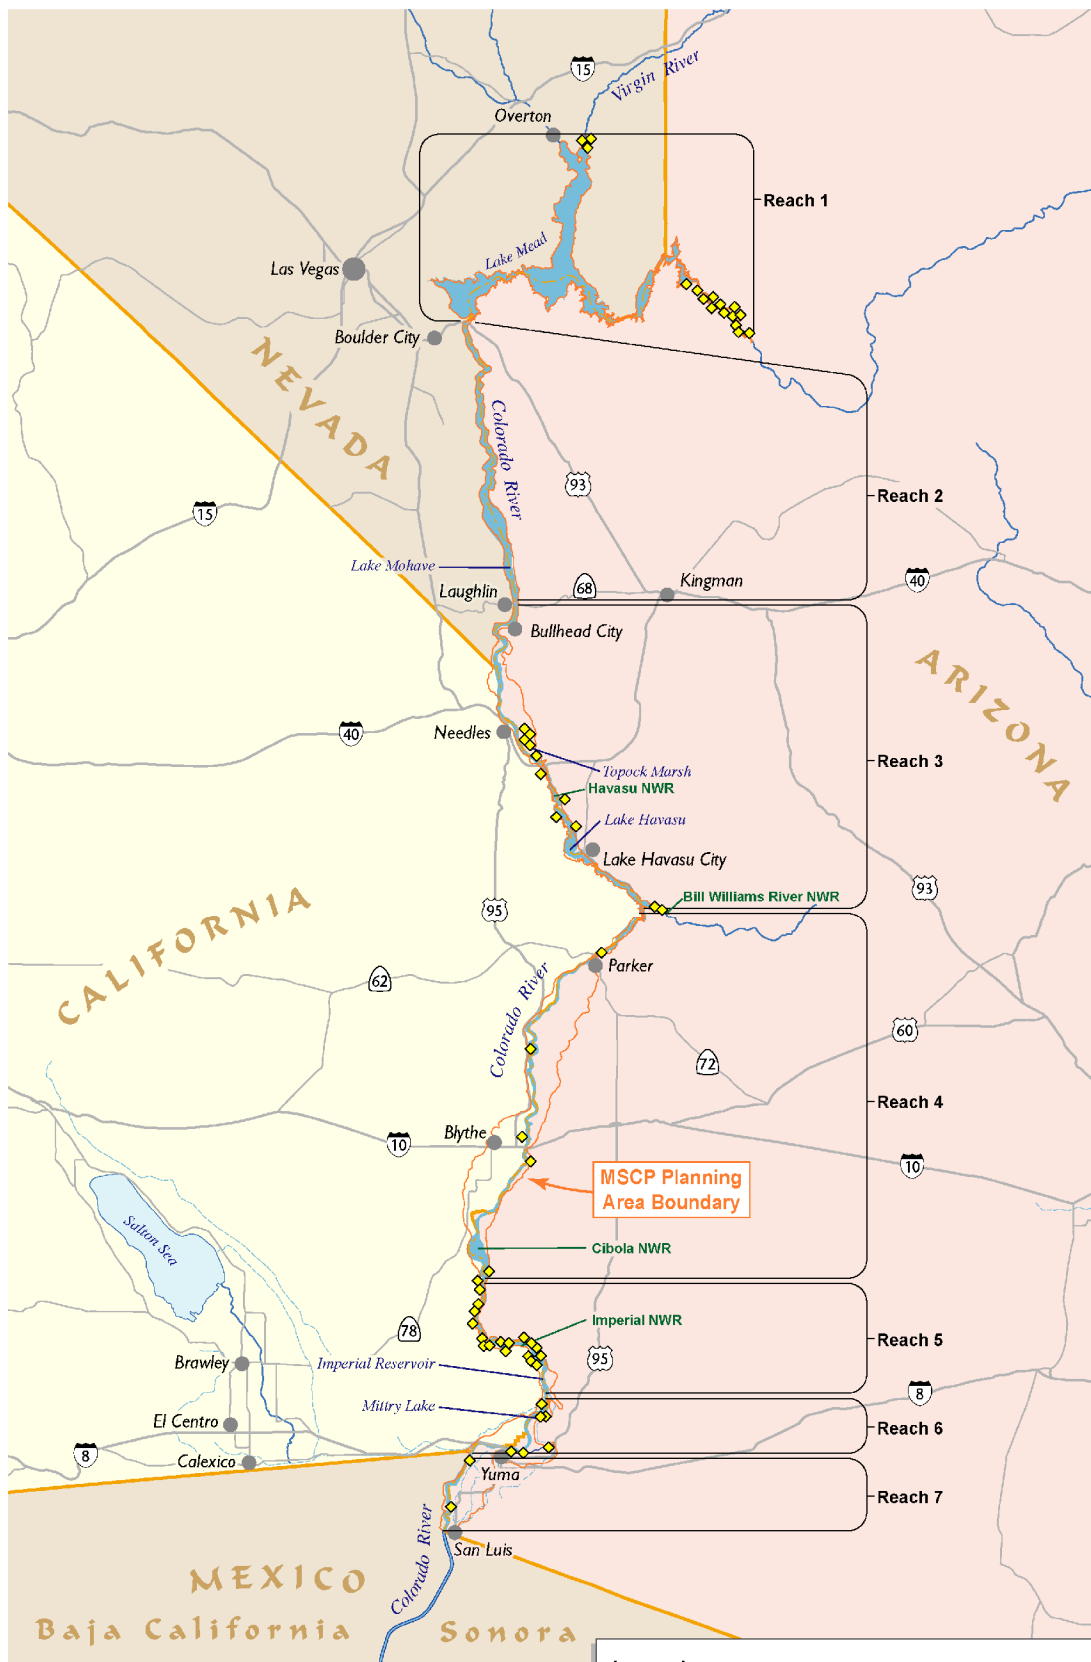 15
Virgin River
Overton
Reach 1
Lake Mead
Las Vegas
Boulder City
NEVADA
Colorado River
93
Reach 2
15
Lake Mohave
Laughlin
68
Kingman
40
Bullhead City
ARIZONA
Needles
40
Topock Marsh
Reach 3
Havasu NWR
Lake Havasu
Lake Havasu City
93
Bill Williams River NWR
95
CALIFORNIA
Parker
62
Colorado River
60
72
Reach 4
Blythe
10
10
MSCP Planning
Area Boundary
Salton Sea
Cibola NWR
Imperial NWR
78
Reach 5
95
Brawley
Imperial Reservoir
8
Mittry Lake
El Centro
Reach 6
8
Calexico
Yuma
Reach 7
Colorado River
San Luis
MEXICO
Baja California
Sonora